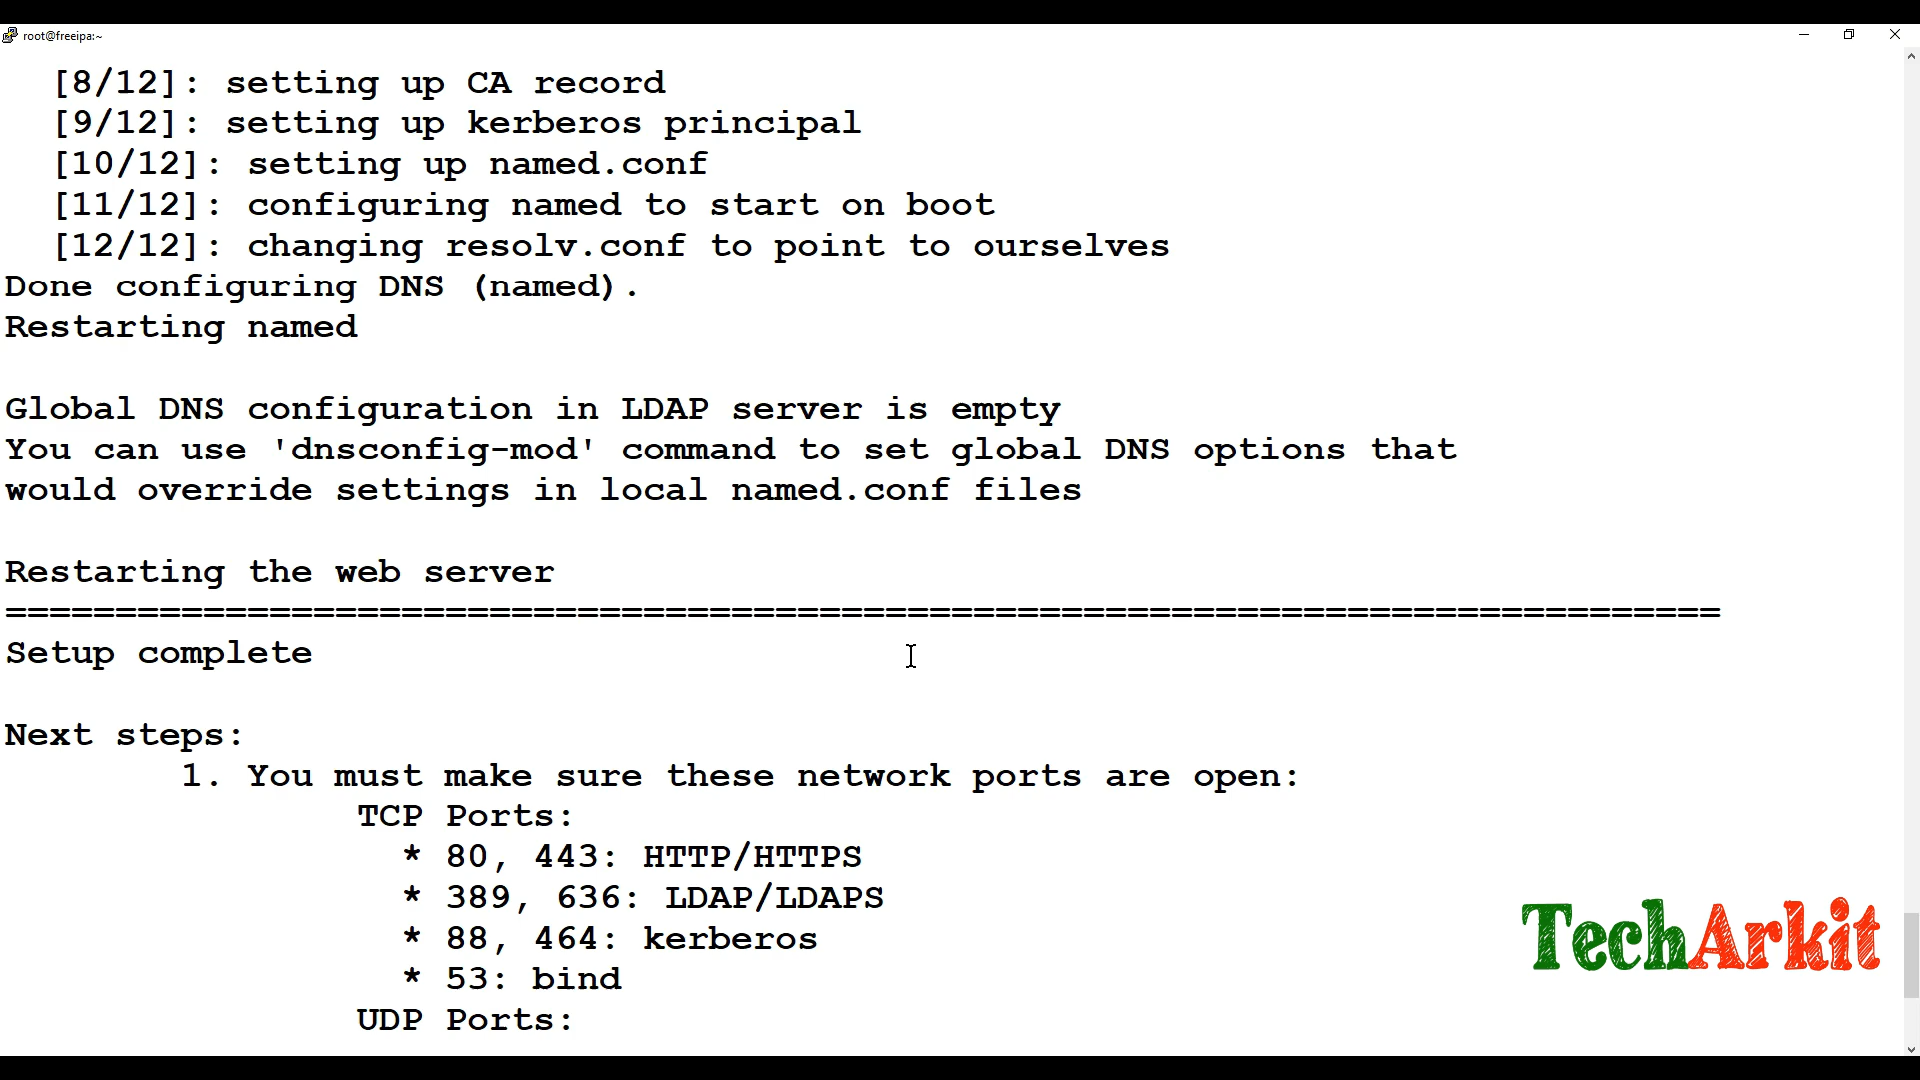 root@freeipa:~
[8/12]: setting up CA record
[9/12]: setting up kerberos principal
[10/12]: setting up named.conf
[11/12]: configuring named to start on boot
[12/12]: changing resolv.conf to point to ourselves
Done configuring DNS (named).
Restarting named
Global DNS configuration in LDAP server is empty
You can use 'dnsconfig-mod' command to set global DNS options that
would override settings in local named.conf files
Restarting the web server
==============================================================================
Setup complete
Next steps:
1. You must make sure these network ports are open:
TCP Ports:
* 80, 443: HTTP/HTTPS
* 389, 636: LDAP/LDAPS
* 88, 464: kerberos
* 53: bind
UDP Ports:
TechArkit